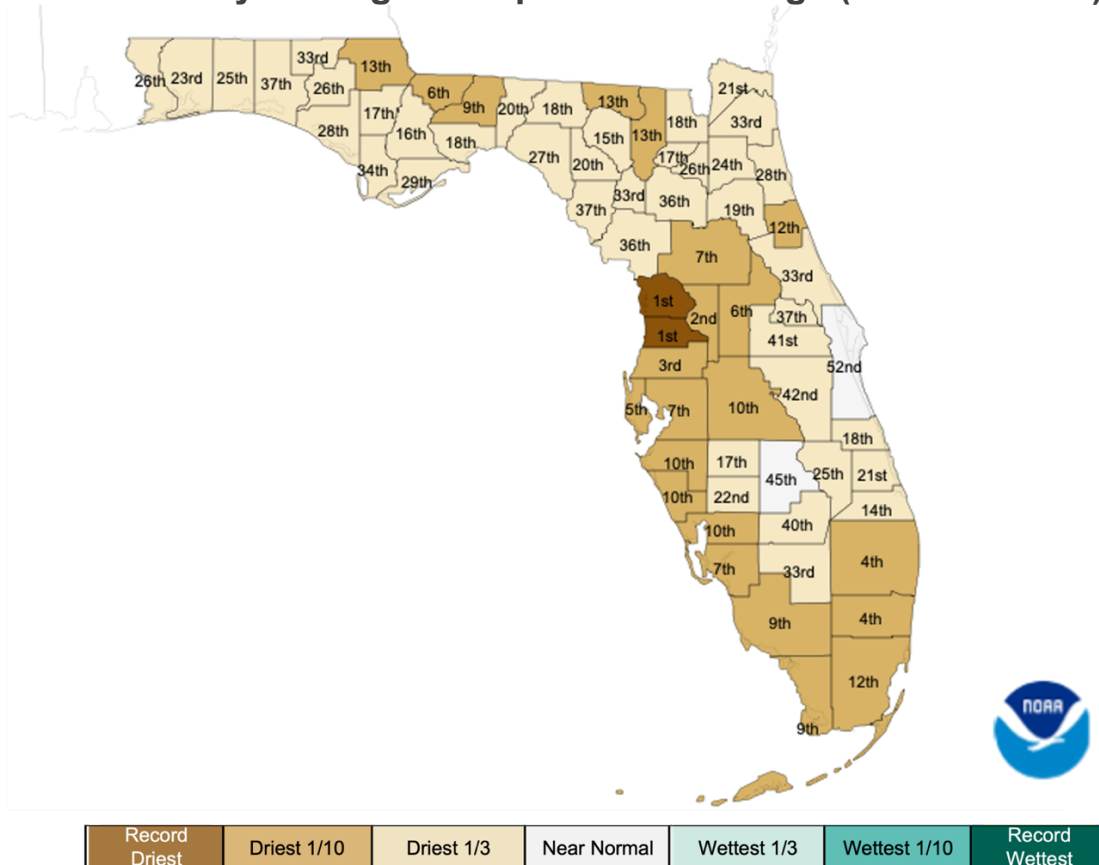 33rd
26th
23rd
25th
37th
13th
26th
6th
9th
20th
18th
13th
21st
17th
28th
16th
18th
15th
13th
18th
33rd
27th
20th
17th
26th
24th
28th
34th
29th
33rd
36th
37th
19th
12th
36th
7th
33rd
1st
2nd
6th
37th
1st
41st
3rd
52nd
5th
7th
10th
42nd
18th
10th
17th
45th
25th
21st
10th
22nd
14th
10th
40th
7th
33rd
4th
9th
4th
12th
9th
NOAA
Record
Driest
Driest 1/10
Driest 1/3
Near Normal
Wettest 1/3
Wettest 1/10
Record
Wettest